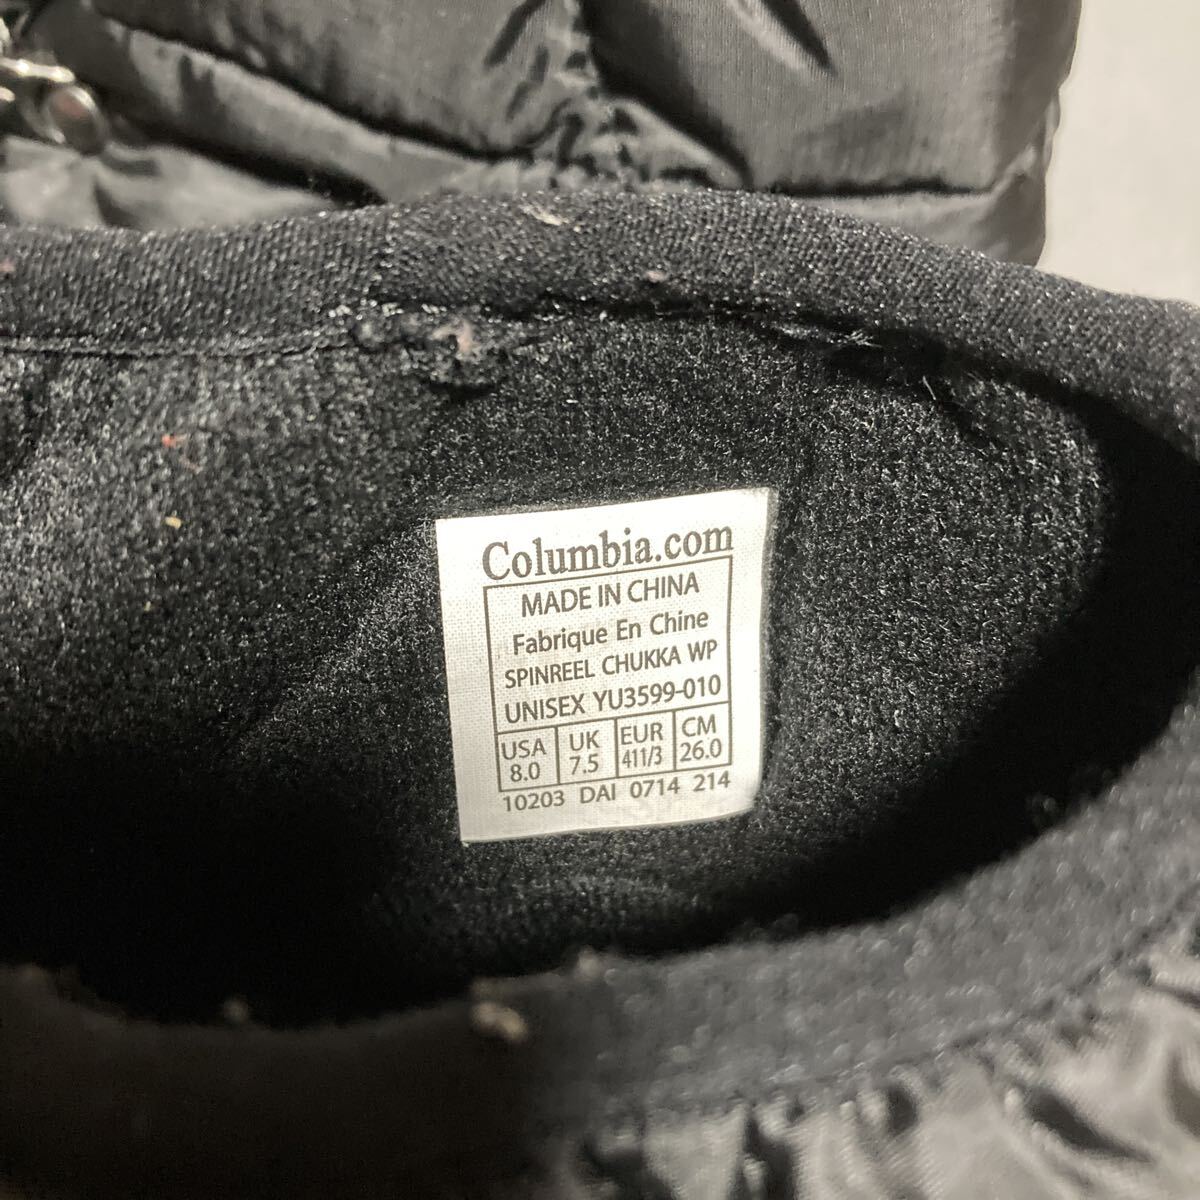 Columbia.com
MADE IN CHINA
Fabrique En Chine
SPINREEL CHUKKA WP
UNISEX YU3599-010
USA UK EUR CM
8.0 7.5 411/3 26.0
10203 DAI 0714 214